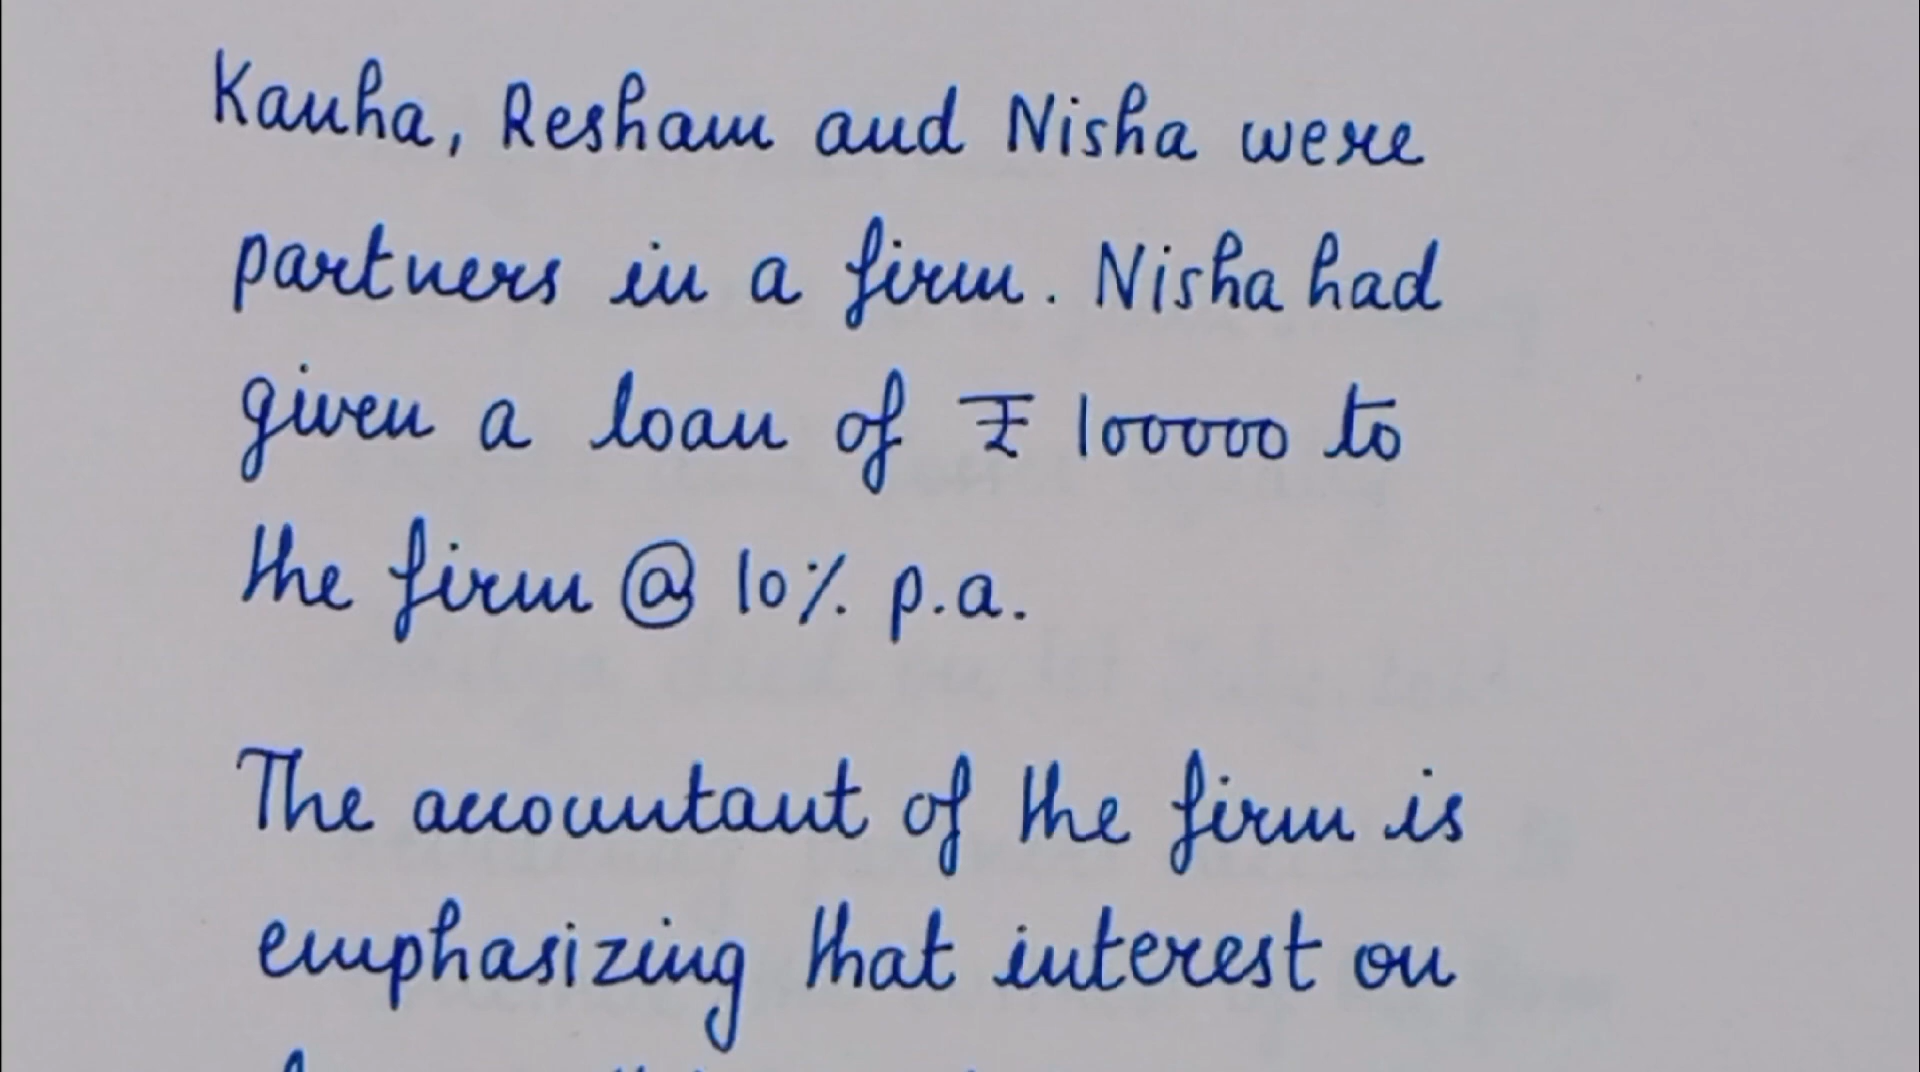 Kanha, Resham and Nisha were
partners in a firm. Nisha had
given a loan of ₹ 100000 to
the firm @ 10% p.a.
The accountant of the firm is
emphasizing that interest on